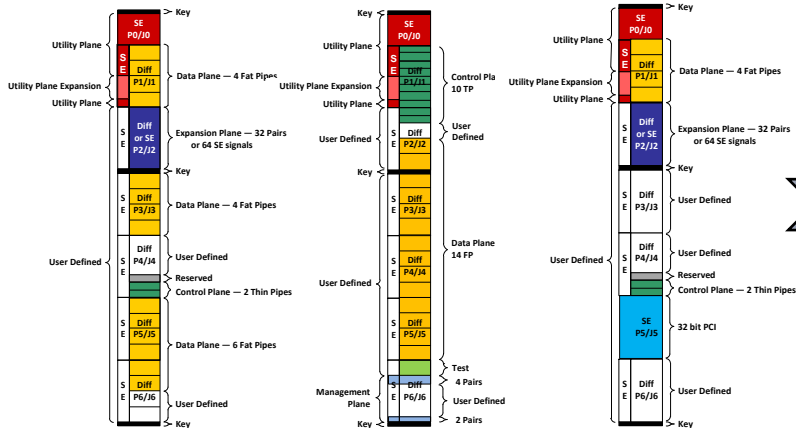 Key
SE
P0/J0
Utility Plane
S
E
Diff
P1/J1
Data Plane — 4 Fat Pipes
Utility Plane Expansion
Utility Plane
S
E
Diff
or SE
P2/J2
Expansion Plane — 32 Pairs
or 64 SE signals
Key
S
E
Diff
P3/J3
Data Plane — 4 Fat Pipes
User Defined
S
E
Diff
P4/J4
User Defined
Reserved
Control Plane — 2 Thin Pipes
S
E
Diff
P5/J5
Data Plane — 6 Fat Pipes
S
E
Diff
P6/J6
User Defined
Key
Key
SE
P0/J0
Utility Plane
S
E
Diff
P1/J1
Control Pla
10 TP
Utility Plane Expansion
Utility Plane
User Defined
S
E
Diff
P2/J2
User
Defined
Key
S
E
Diff
P3/J3
Data Plane
14 FP
User Defined
S
E
Diff
P4/J4
S
E
Diff
P5/J5
Test
4 Pairs
Management
Plane
S
E
Diff
P6/J6
User Defined
2 Pairs
Key
Key
SE
P0/J0
Utility Plane
S
E
Diff
P1/J1
Data Plane — 4 Fat Pipes
Utility Plane Expansion
Utility Plane
S
E
Diff
or SE
P2/J2
Expansion Plane — 32 Pairs
or 64 SE signals
Key
S
E
Diff
P3/J3
User Defined
User Defined
S
E
Diff
P4/J4
User Defined
Reserved
Control Plane — 2 Thin Pipes
SE
P5/J5
32 bit PCI
S
E
Diff
P6/J6
User Defined
Key